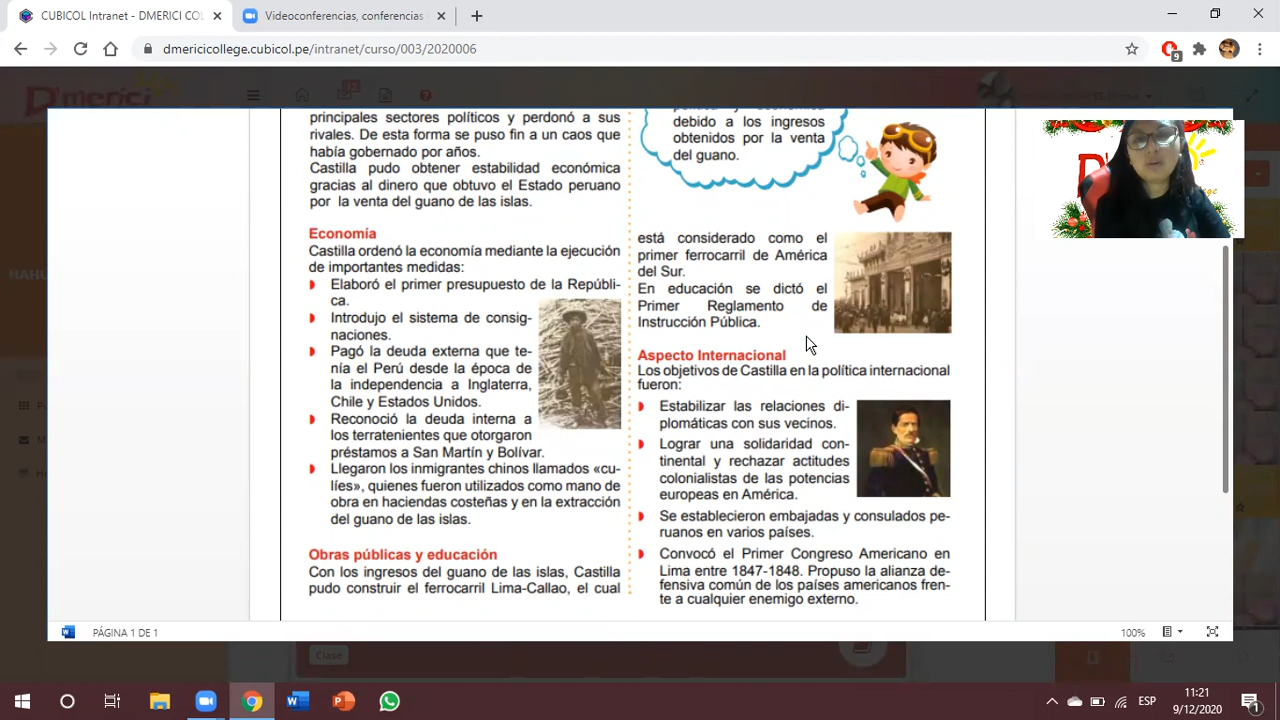 CUBICOL Intranet - DMERICI COL
Videoconferencias, conferencias
dmericicollege.cubicol.pe/intranet/curso/003/2020006
9
D'merici
principales sectores políticos y perdonó a sus
rivales. De esta forma se puso fin a un caos que
había gobernado por años.
Castilla pudo obtener estabilidad económica
gracias al dinero que obtuvo el Estado peruano
por la venta del guano de las islas.
Economía
Castilla ordenó la economía mediante la ejecución
de importantes medidas:
Elaboró el primer presupuesto de la Repúbli-
ca.
Introdujo el sistema de consig-
naciones.
Pagó la deuda externa que te-
nía el Perú desde la época de
la independencia a Inglaterra,
Chile y Estados Unidos.
Reconoció la deuda interna a
los terratenientes que otorgaron
préstamos a San Martín y Bolívar.
Llegaron los inmigrantes chinos llamados «cu-
líes», quienes fueron utilizados como mano de
obra en haciendas costeñas y en la extracción
del guano de las islas.
Obras públicas y educación
Con los ingresos del guano de las islas, Castilla
pudo construir el ferrocarril Lima-Callao, el cual
política y económica
debido a los ingresos
obtenidos por la venta
del guano.
está considerado como el
primer ferrocarril de América
del Sur.
En educación se dictó el
Primer Reglamento de
Instrucción Pública.
Aspecto Internacional
Los objetivos de Castilla en la política internacional
fueron:
Estabilizar las relaciones di-
plomáticas con sus vecinos.
Lograr una solidaridad con-
tinental y rechazar actitudes
colonialistas de las potencias
europeas en América.
Se establecieron embajadas y consulados pe-
ruanos en varios países.
Convocó el Primer Congreso Americano en
Lima entre 1847-1848. Propuso la alianza de-
fensiva común de los países americanos fren-
te a cualquier enemigo externo.
PÁGINA 1 DE 1
100%
Clase
ESP
11:21
9/12/2020
1